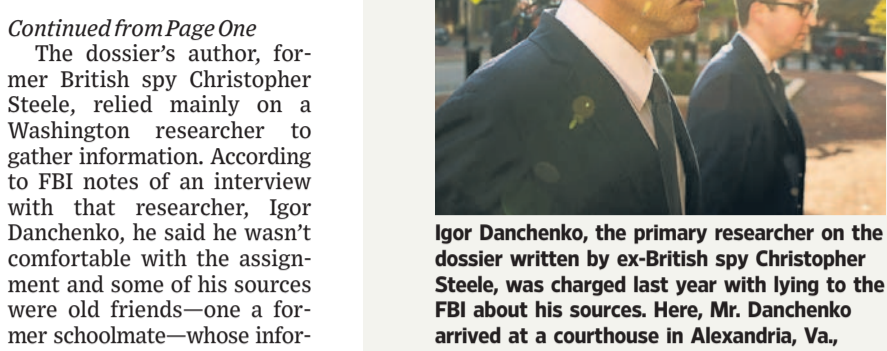 Continued from Page One
The dossier's author, for-
mer British spy Christopher
Steele, relied mainly on a
Washington researcher to
gather information. According
to FBI notes of an interview
with that researcher, Igor
Danchenko, he said he wasn't
comfortable with the assign-
ment and some of his sources
were old friends—one a for-
mer schoolmate—whose infor-
Igor Danchenko, the primary researcher on the
dossier written by ex-British spy Christopher
Steele, was charged last year with lying to the
FBI about his sources. Here, Mr. Danchenko
arrived at a courthouse in Alexandria, Va.,